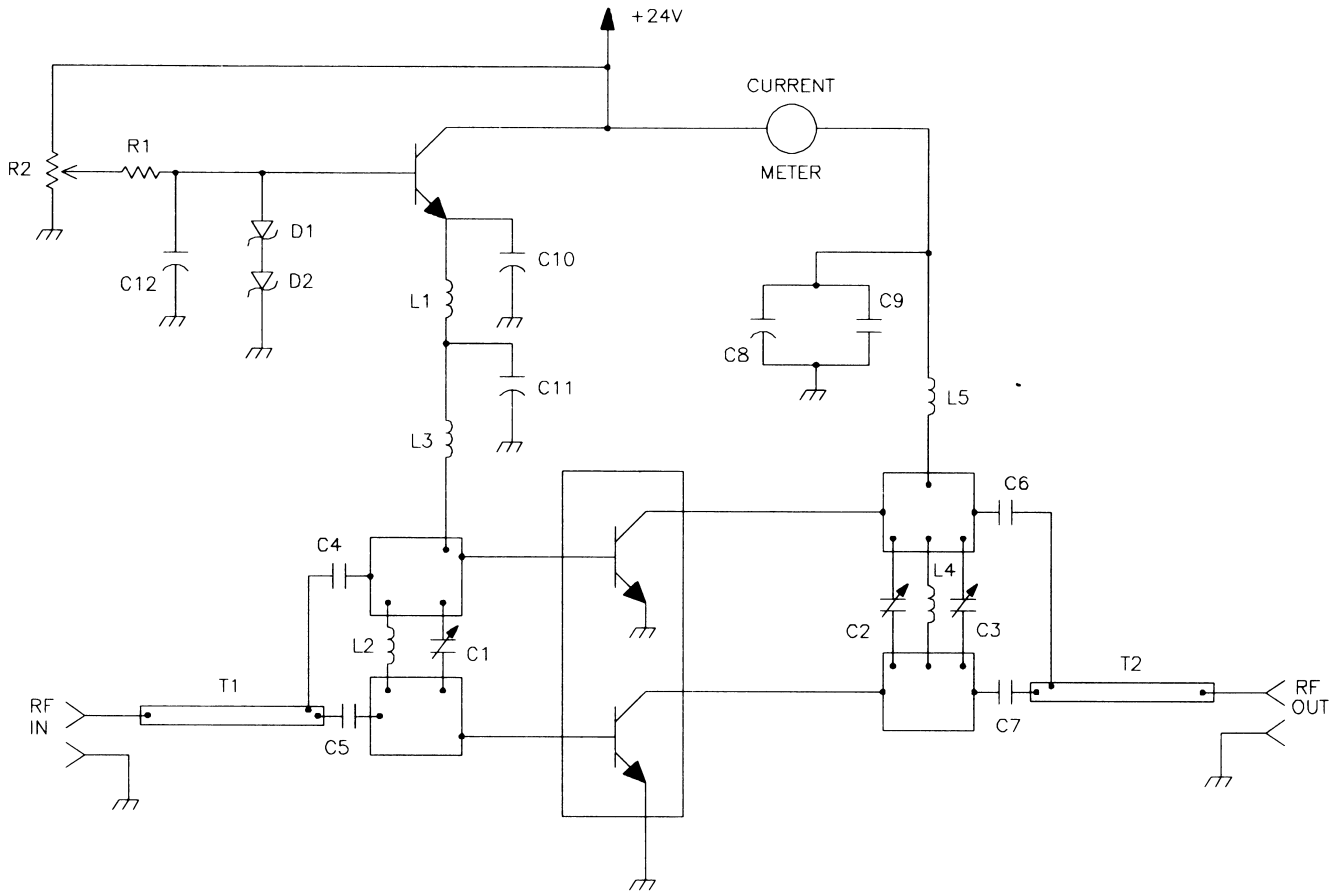 +24V
CURRENT
METER
R2
R1
C12
D1
D2
C10
L1
C11
L3
C8
C9
L5
C4
L2
C1
C6
L4
C2
C3
T1
RF
IN
C5
T2
C7
RF
OUT